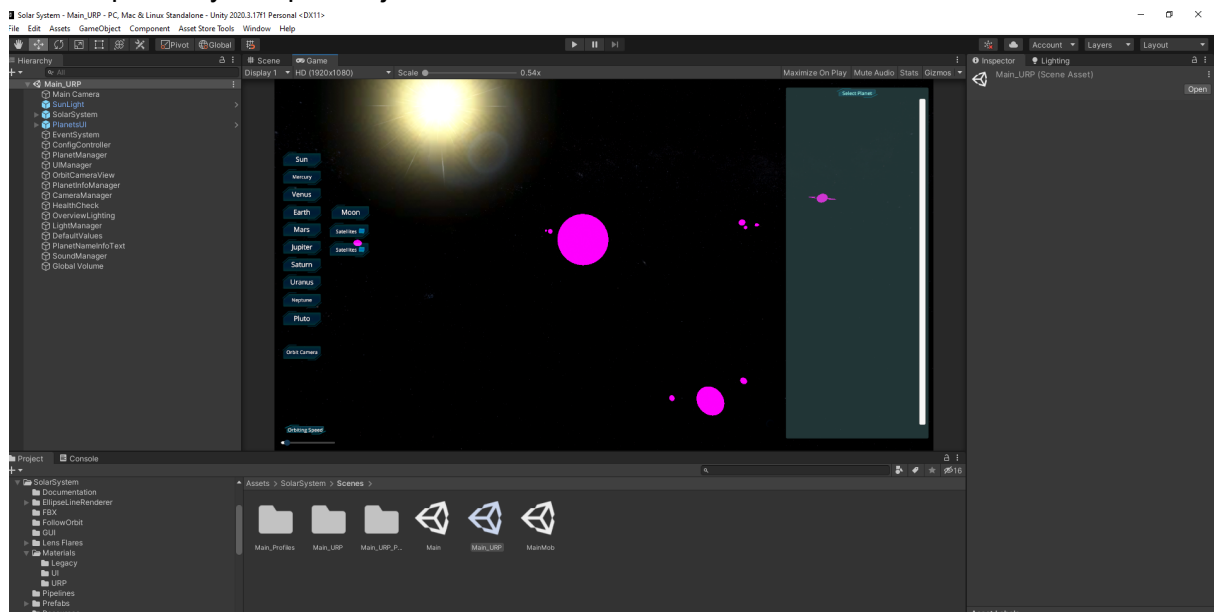 Solar System - Main_URP - PC, Mac & Linux Standalone - Unity 2020.3.17f1 Personal <DX11>
File Edit Assets GameObject Component Asset Store Tools Window Help
Pivot Global Account Layers Layout
Hierarchy Scene Game Inspector Lighting
All Display 1 HD (1920x1080) Scale 0.54x Maximize On Play Mute Audio Stats Gizmos
Main_URP (Scene Asset)
Open
Main_URP
Main Camera
SunLight
SolarSystem
PlanetsUI
EventSystem
ConfigController
PlanetManager
UIManager
OrbitCameraView
PlanetInfoManager
CameraManager
HealthCheck
OverviewLighting
LightManager
DefaultValues
PlanetNameInfoText
SoundManager
Global Volume
Select Planet
Sun
Mercury
Venus
Earth Moon
Mars Satellites
Jupiter Satellites
Saturn
Uranus
Neptune
Pluto
Orbit Camera
Orbiting Speed
Project Console
16
SolarSystem
Documentation
EllipseLineRenderer
FBX
FollowOrbit
GUI
Lens Flares
Materials
Legacy
UI
URP
Pipelines
Prefabs
Assets > SolarSystem > Scenes >
Main_Profiles Main_URP Main_URP_P... Main Main_URP MainMob